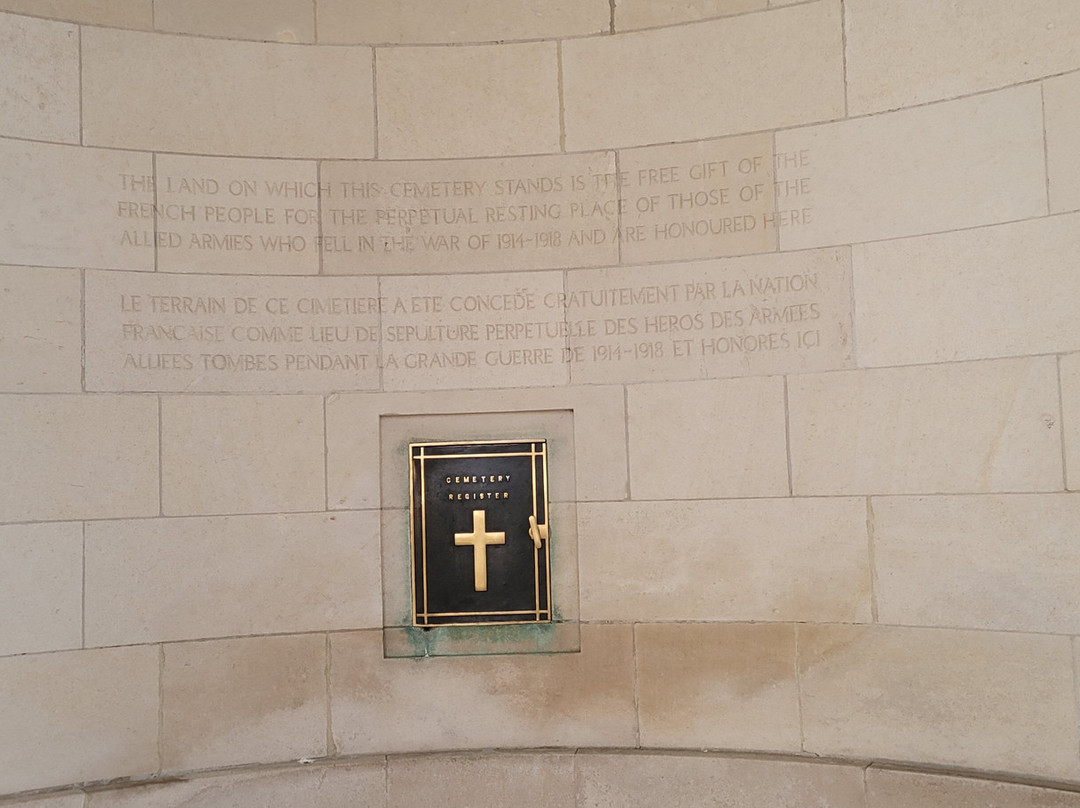 THE LAND ON WHICH THIS CEMETERY STANDS IS THE FREE GIFT OF THE
FRENCH PEOPLE FOR THE PERPETUAL RESTING PLACE OF THOSE OF THE
ALLIED ARMIES WHO FELL IN THE WAR OF 1914-1918 AND ARE HONOURED HERE
LE TERRAIN DE CE CIMETIERE A ETE CONCEDE GRATUITEMENT PAR LA NATION
FRANCAISE COMME LIEU DE SEPULTURE PERPETUELLE DES HEROS DES ARMEES
ALLIEES TOMBES PENDANT LA GRANDE GUERRE DE 1914-1918 ET HONORES ICI
CEMETERY
REGISTER